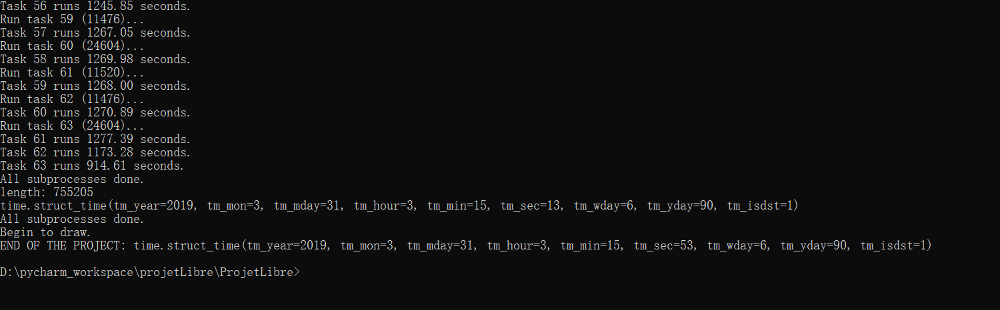 Task 56 runs 1245.85 seconds.
Run task 59 (11476)...
Task 57 runs 1267.05 seconds.
Run task 60 (24604)...
Task 58 runs 1269.98 seconds.
Run task 61 (11520)...
Task 59 runs 1268.00 seconds.
Run task 62 (11476)...
Task 60 runs 1270.89 seconds.
Run task 63 (24604)...
Task 61 runs 1277.39 seconds.
Task 62 runs 1173.28 seconds.
Task 63 runs 914.61 seconds.
All subprocesses done.
length: 755205
time.struct_time(tm_year=2019, tm_mon=3, tm_mday=31, tm_hour=3, tm_min=15, tm_sec=13, tm_wday=6, tm_yday=90, tm_isdst=1)
All subprocesses done.
Begin to draw.
END OF THE PROJECT: time.struct_time(tm_year=2019, tm_mon=3, tm_mday=31, tm_hour=3, tm_min=15, tm_sec=53, tm_wday=6, tm_yday=90, tm_isdst=1)
D:\pycharm_workspace\projetLibre\ProjetLibre>